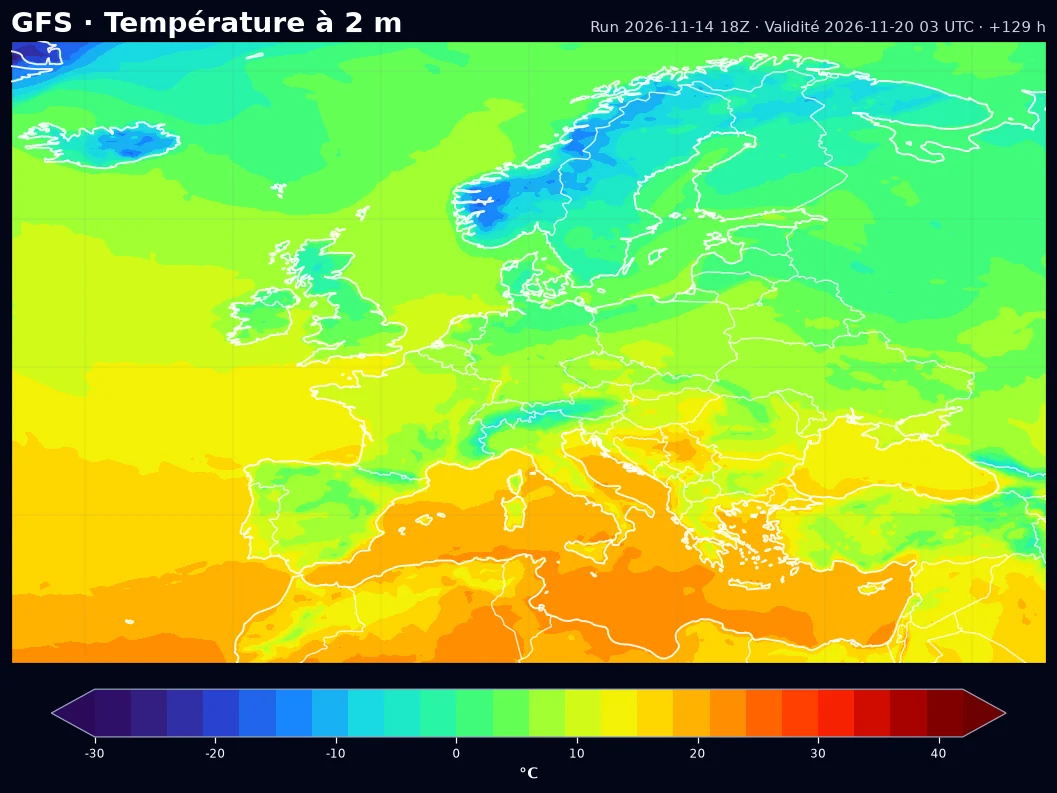 GFS · Température à 2 m
Run 2026-11-14 18Z · Validité 2026-11-20 03 UTC · +129 h
-30 -20 -10 0 10 20 30 40
°C